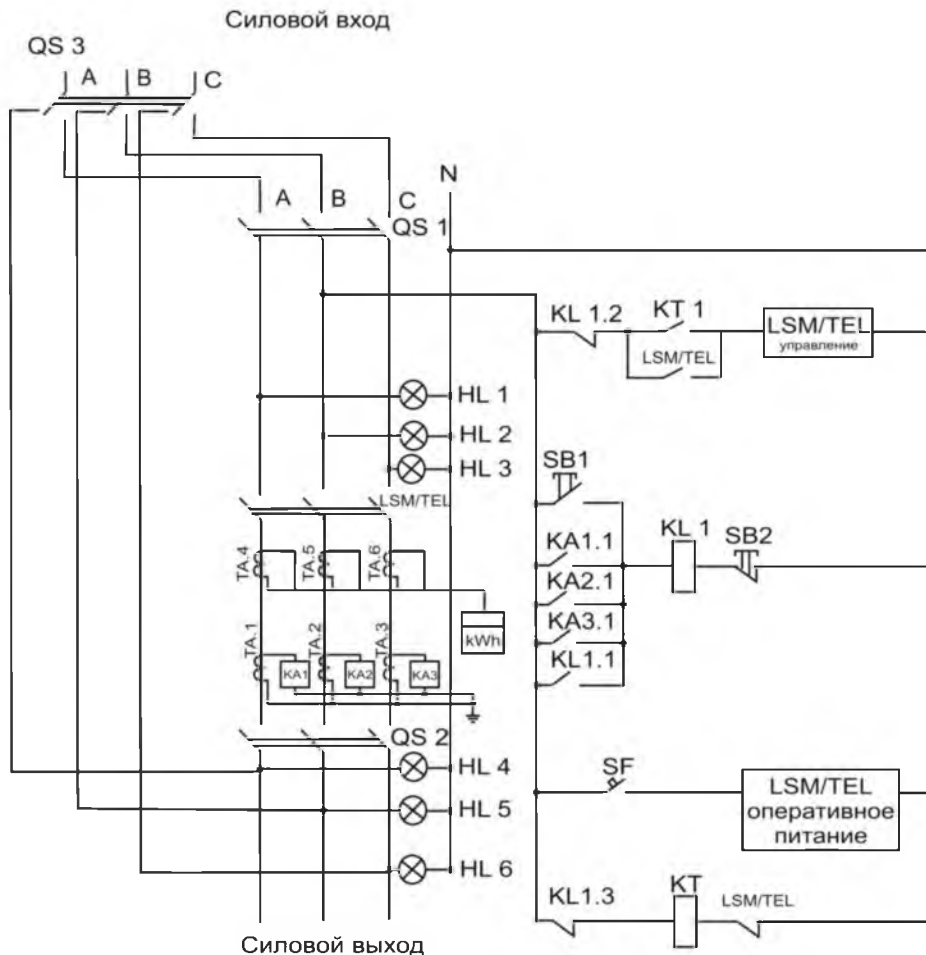 Силовой вход
QS 3
A
B
C
N
A
B
C
QS 1
KL 1.2
KT 1
LSM/TEL
управление
LSM/TEL
HL 1
HL 2
HL 3
LSM/TEL
SB1
KA1.1
KL 1
SB2
KA2.1
KA3.1
KL1.1
TA.4
TA.5
TA.6
kWh
TA.1
TA.2
TA.3
KA1
KA2
KA3
QS 2
HL 4
HL 5
HL 6
SF
LSM/TEL
оперативное
питание
KL1.3
KT
LSM/TEL
Силовой выход